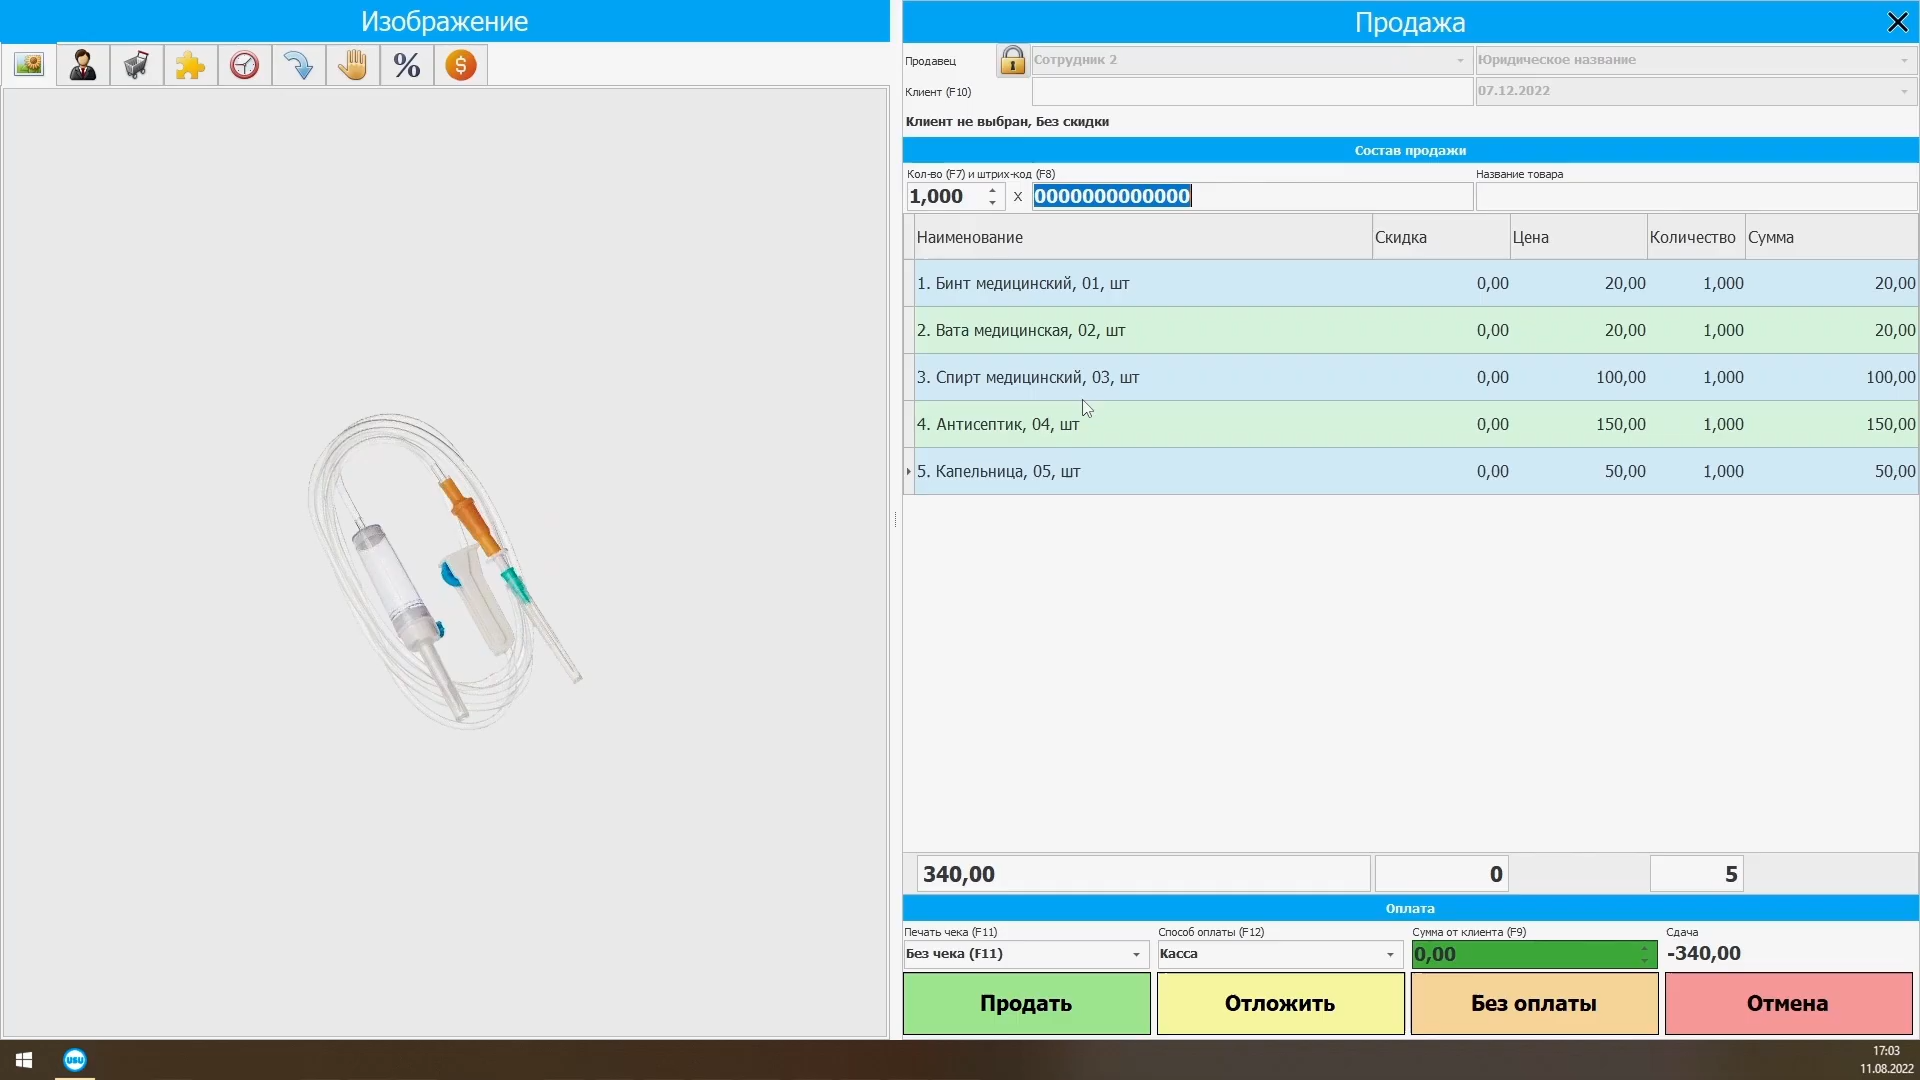 Изображение
Продажа
Продавец
Сотрудник 2
Юридическое название
Клиент (F10)
07.12.2022
Клиент не выбран, Без скидки
Состав продажи
Кол-во (F7) и штрих-код (F8)
Название товара
1,000
X
0000000000000
Наименование Скидка Цена Количество Сумма
1. Бинт медицинский, 01, шт 0,00 20,00 1,000 20,00
2. Вата медицинская, 02, шт 0,00 20,00 1,000 20,00
3. Спирт медицинский, 03, шт 0,00 100,00 1,000 100,00
4. Антисептик, 04, шт 0,00 150,00 1,000 150,00
5. Капельница, 05, шт 0,00 50,00 1,000 50,00
340,00 0 5
Оплата
Печать чека (F11) Способ оплаты (F12) Сумма от клиента (F9) Сдача
Без чека (F11) Касса 0,00 -340,00
Продать Отложить Без оплаты Отмена
USU
17:03
11.08.2022